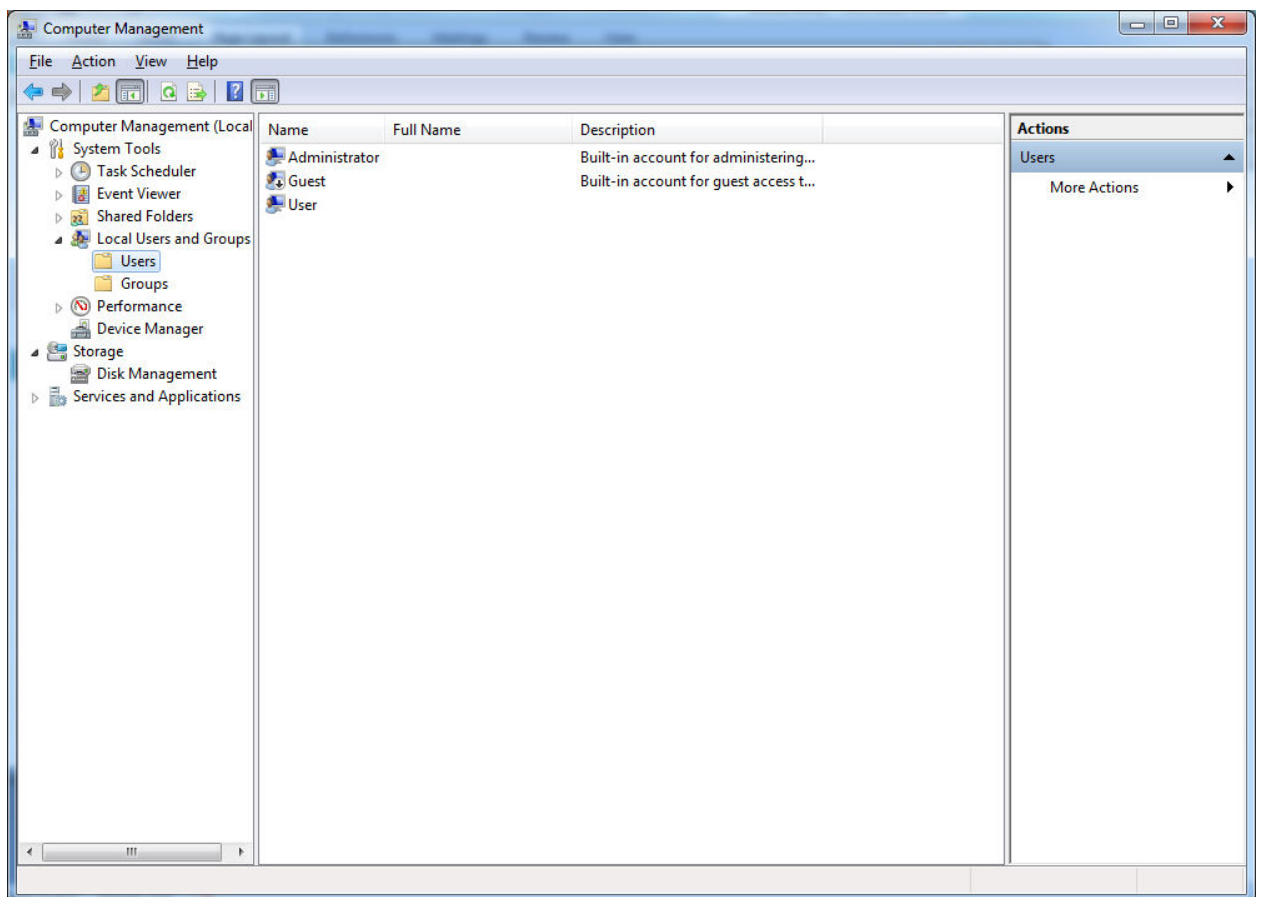 Computer Management
File Action View Help
Computer Management (Local
System Tools
Task Scheduler
Event Viewer
Shared Folders
Local Users and Groups
Users
Groups
Performance
Device Manager
Storage
Disk Management
Services and Applications
Name Full Name Description
Administrator Built-in account for administering...
Guest Built-in account for guest access t...
User
Actions
Users
More Actions